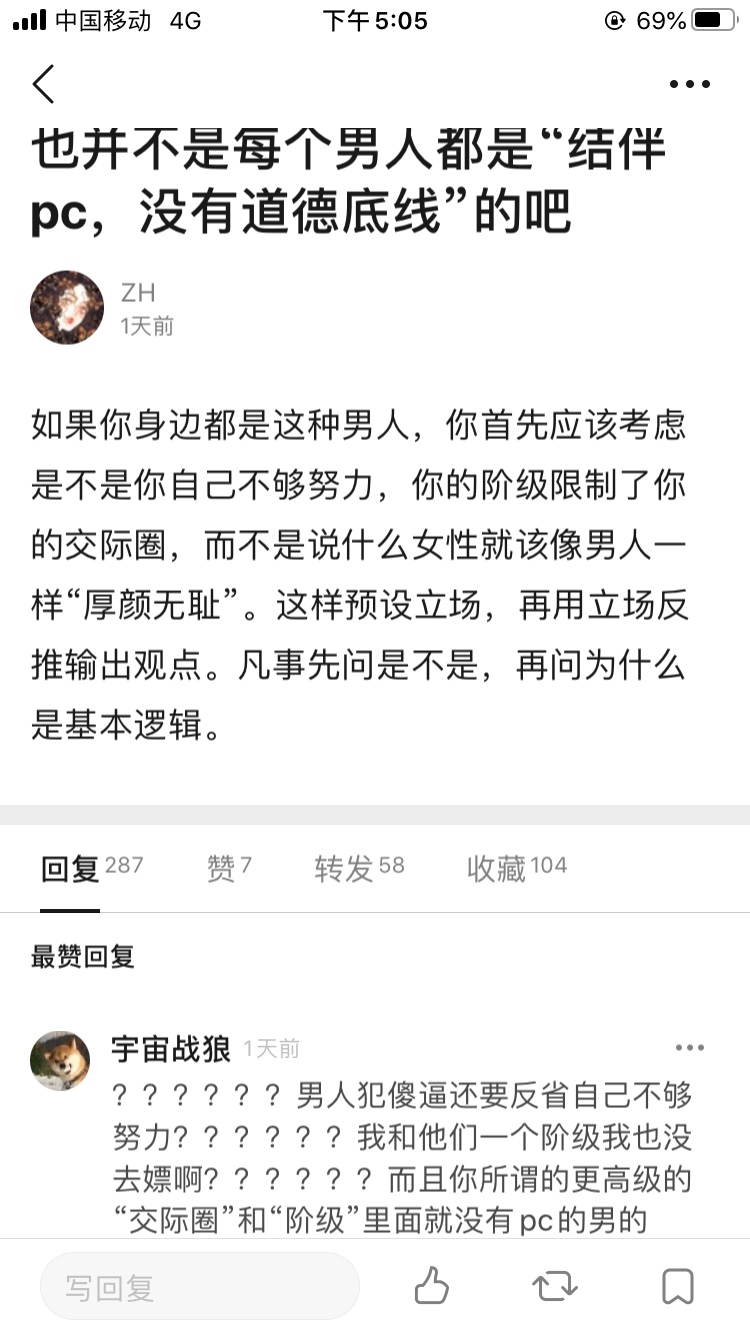 中国移动 4G 下午5:05 69%
也并不是每个男人都是“结伴
pc，没有道德底线”的吧
ZH
1天前
如果你身边都是这种男人，你首先应该考虑
是不是你自己不够努力，你的阶级限制了你
的交际圈，而不是说什么女性就该像男人一
样“厚颜无耻”。这样预设立场，再用立场反
推输出观点。凡事先问是不是，再问为什么
是基本逻辑。
回复 287 赞 7 转发 58 收藏 104
最赞回复
宇宙战狼 1天前
？？？？？？男人犯傻逼还要反省自己不够
努力？？？？？？我和他们一个阶级我也没
去嫖啊？？？？？？而且你所谓的更高级的
“交际圈”和“阶级”里面就没有pc的男的
写回复